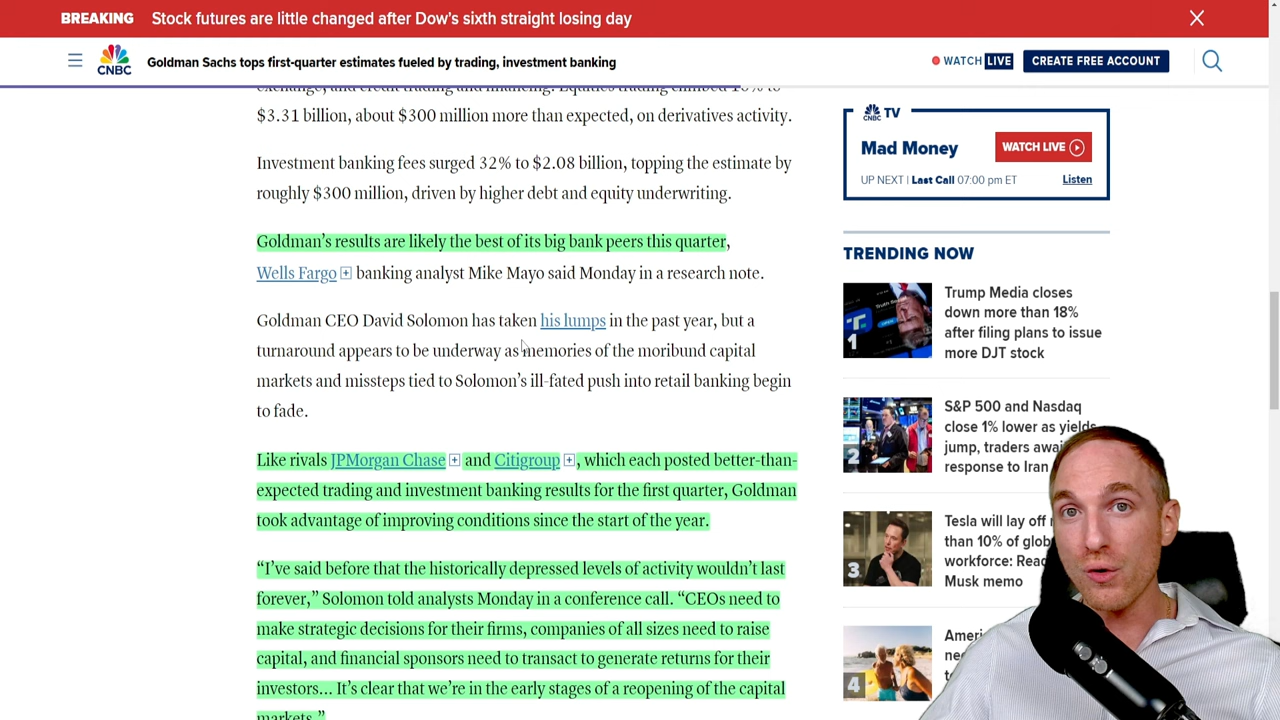 BREAKING Stock futures are little changed after Dow's sixth straight losing day
CNBC
Goldman Sachs tops first-quarter estimates fueled by trading, investment banking
WATCH LIVE
CREATE FREE ACCOUNT
exchange, and credit trading and financing. Equities trading climbed 10% to
$3.31 billion, about $300 million more than expected, on derivatives activity.
Investment banking fees surged 32% to $2.08 billion, topping the estimate by
roughly $300 million, driven by higher debt and equity underwriting.
Goldman’s results are likely the best of its big bank peers this quarter,
Wells Fargo + banking analyst Mike Mayo said Monday in a research note.
Goldman CEO David Solomon has taken his lumps in the past year, but a
turnaround appears to be underway as memories of the moribund capital
markets and missteps tied to Solomon’s ill-fated push into retail banking begin
to fade.
Like rivals JPMorgan Chase + and Citigroup +, which each posted better-than-
expected trading and investment banking results for the first quarter, Goldman
took advantage of improving conditions since the start of the year.
“I’ve said before that the historically depressed levels of activity wouldn’t last
forever,” Solomon told analysts Monday in a conference call. “CEOs need to
make strategic decisions for their firms, companies of all sizes need to raise
capital, and financial sponsors need to transact to generate returns for their
investors… It’s clear that we’re in the early stages of a reopening of the capital
markets.”
CNBC TV
Mad Money
WATCH LIVE
UP NEXT | Last Call 07:00 pm ET
Listen
TRENDING NOW
1
Trump Media closes
down more than 18%
after filing plans to issue
more DJT stock
2
S&P 500 and Nasdaq
close 1% lower as yields
jump, traders
response to Iran
3
Tesla will lay off
than 10% of
workforce:
Musk memo
4